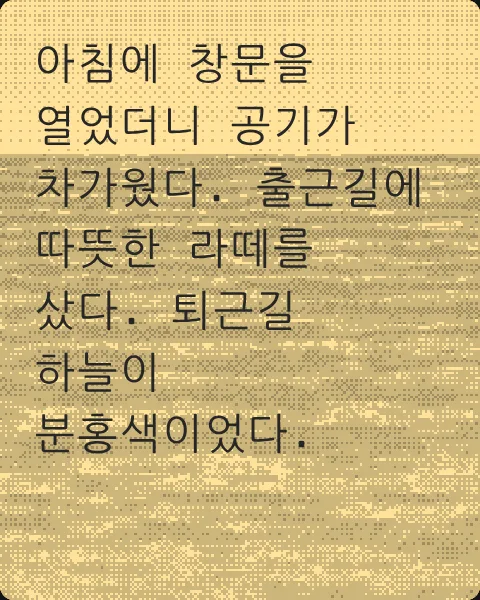 아침에 창문을
열었더니 공기가
차가웠다. 출근길에
따뜻한 라떼를
샀다. 퇴근길
하늘이
분홍색이었다.